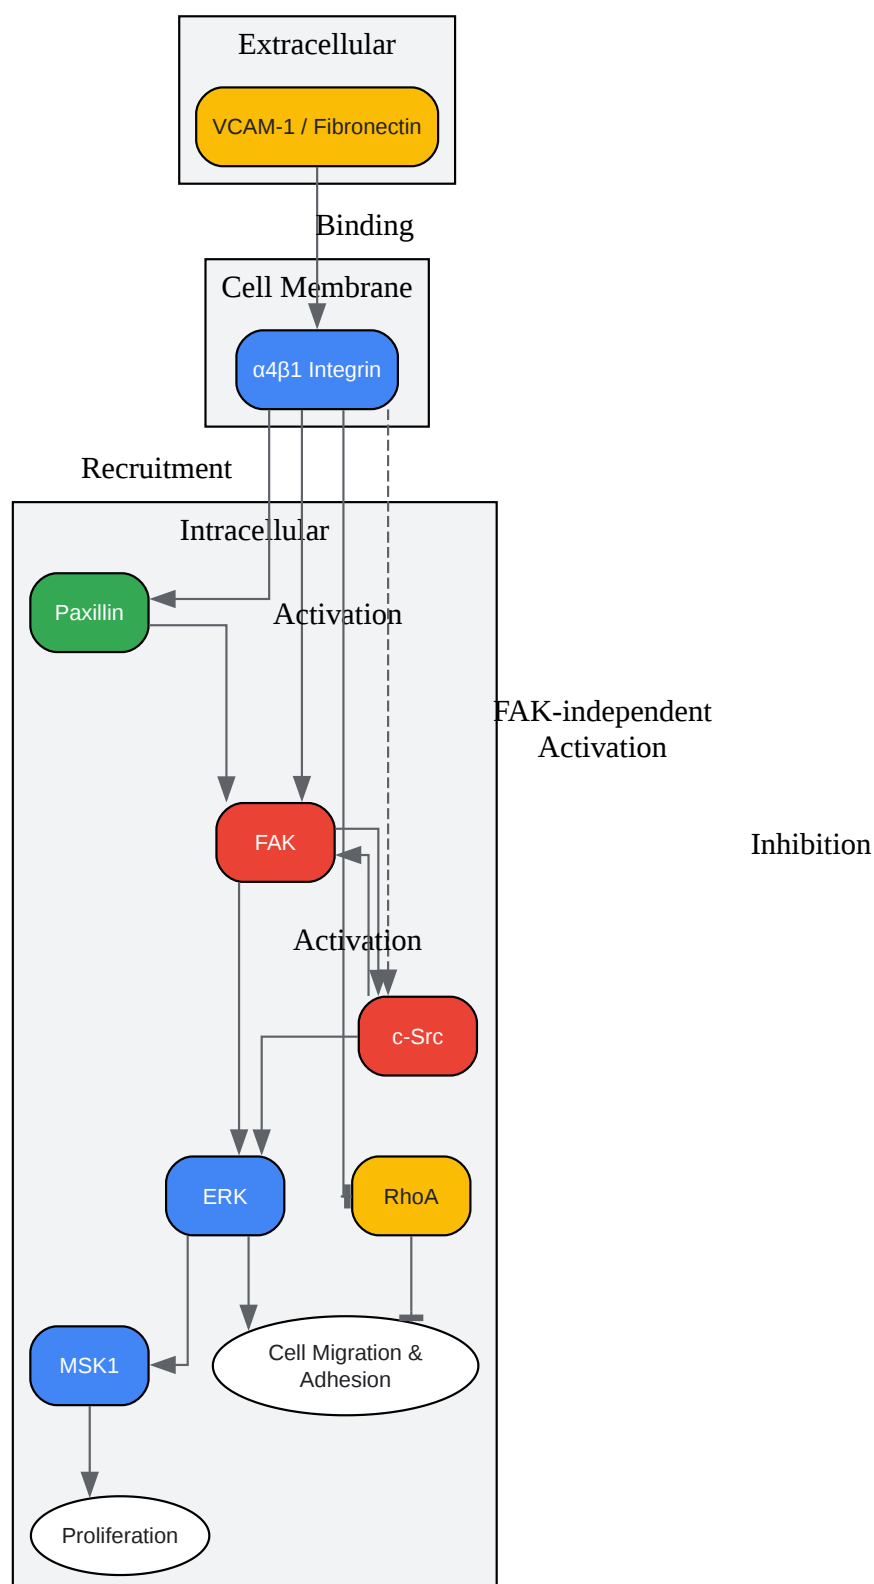 Extracellular
VCAM-1 / Fibronectin
Binding
Cell Membrane
α4β1 Integrin
Recruitment
Intracellular
Paxillin
Activation
FAK-independent
Activation
FAK
Inhibition
Activation
c-Src
ERK
RhoA
MSK1
Cell Migration &
Adhesion
Proliferation